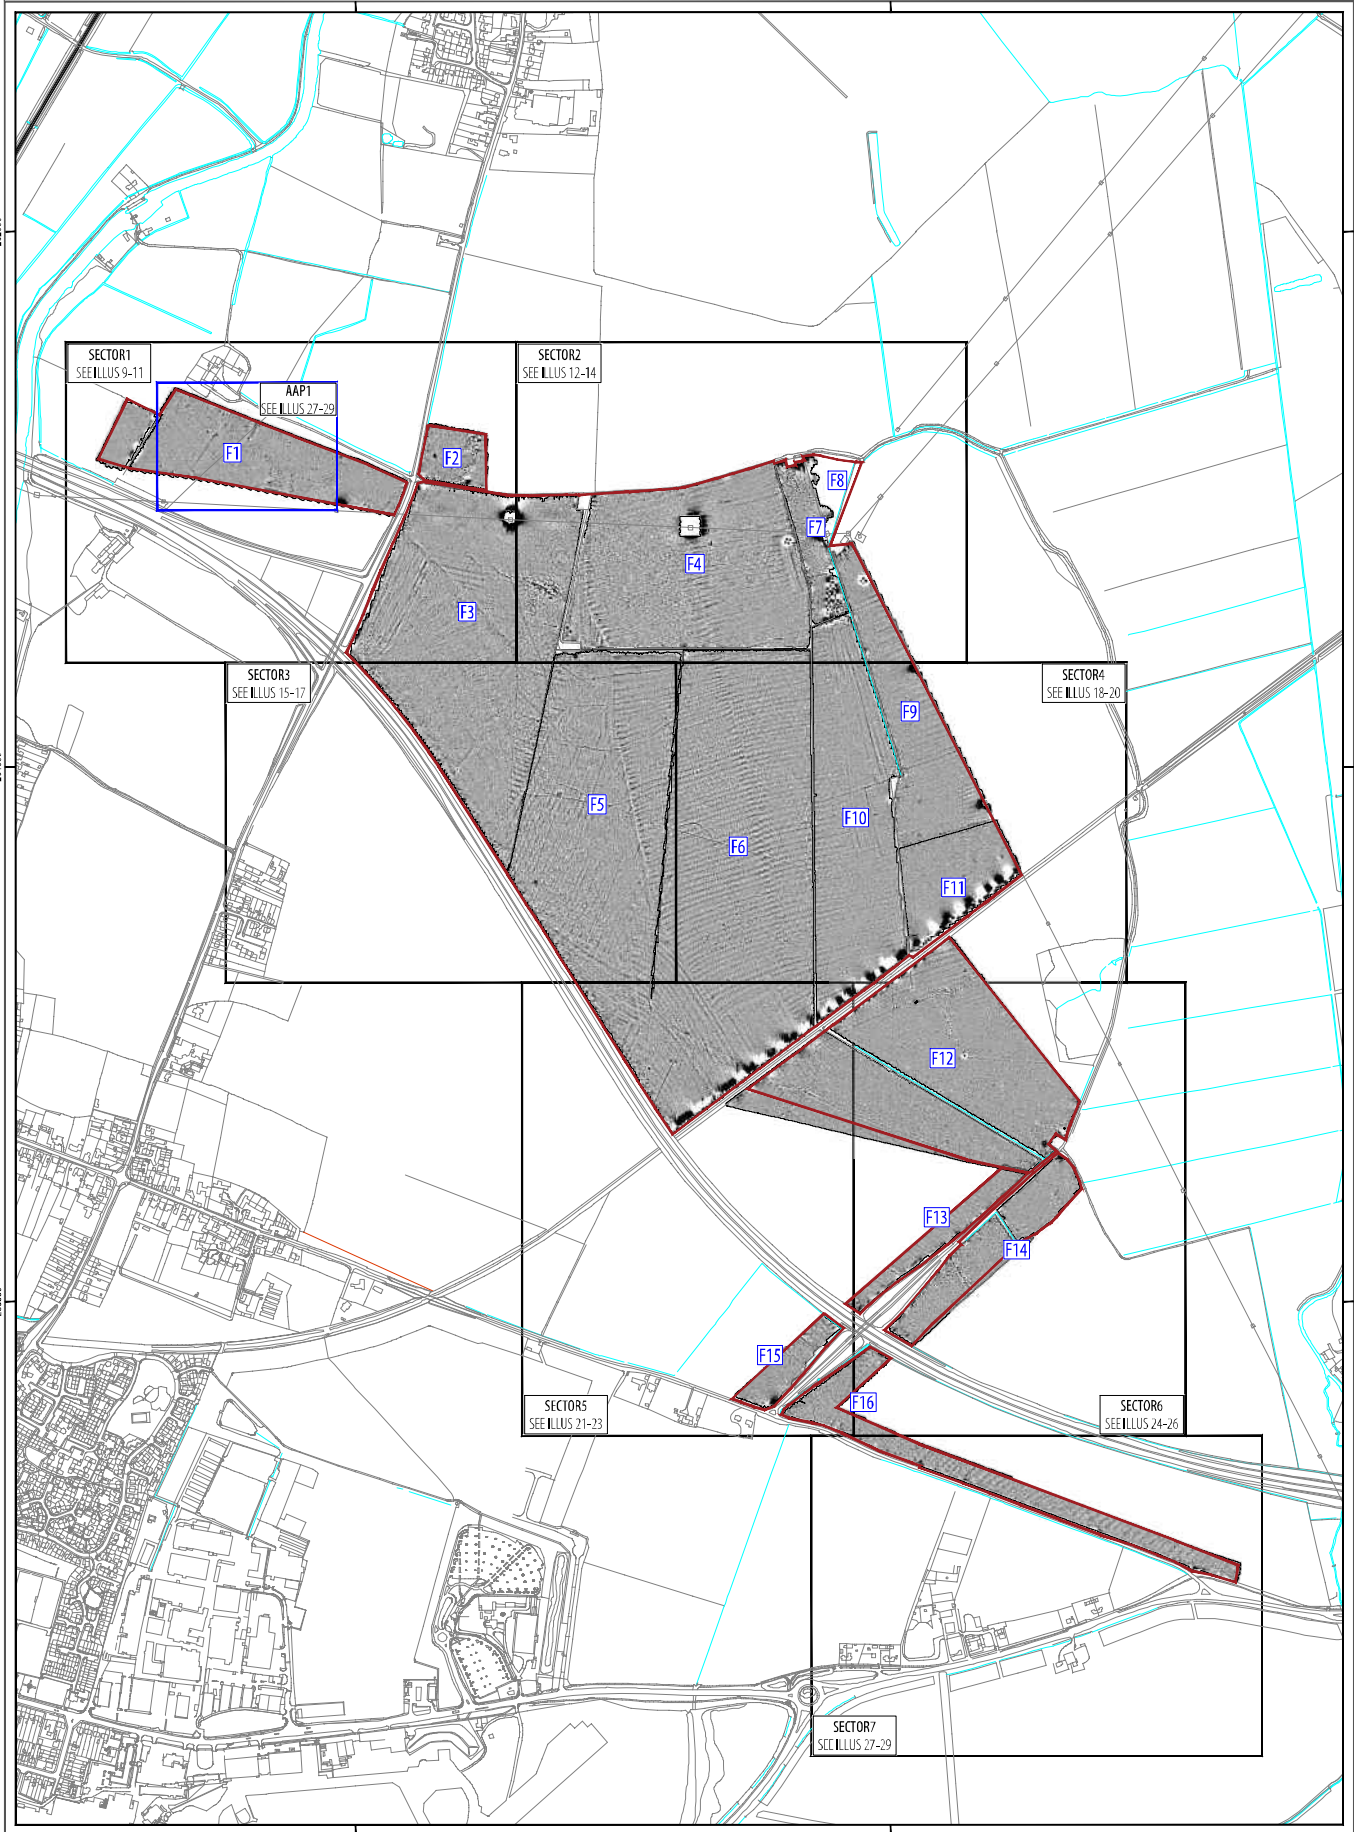 SECTOR1
SEE ILLUS 9-11
SECTOR2
SEE ILLUS 12-14
AAP1
SEE ILLUS 27-29
F1
F2
F8
F7
F4
F3
SECTOR3
SEE ILLUS 15-17
SECTOR4
SEE ILLUS 18-20
F9
F5
F10
F6
F11
F12
F13
F14
F15
F16
SECTOR5
SEE ILLUS 21-23
SECTOR6
SEE ILLUS 24-26
SECTOR7
SEE ILLUS 27-29